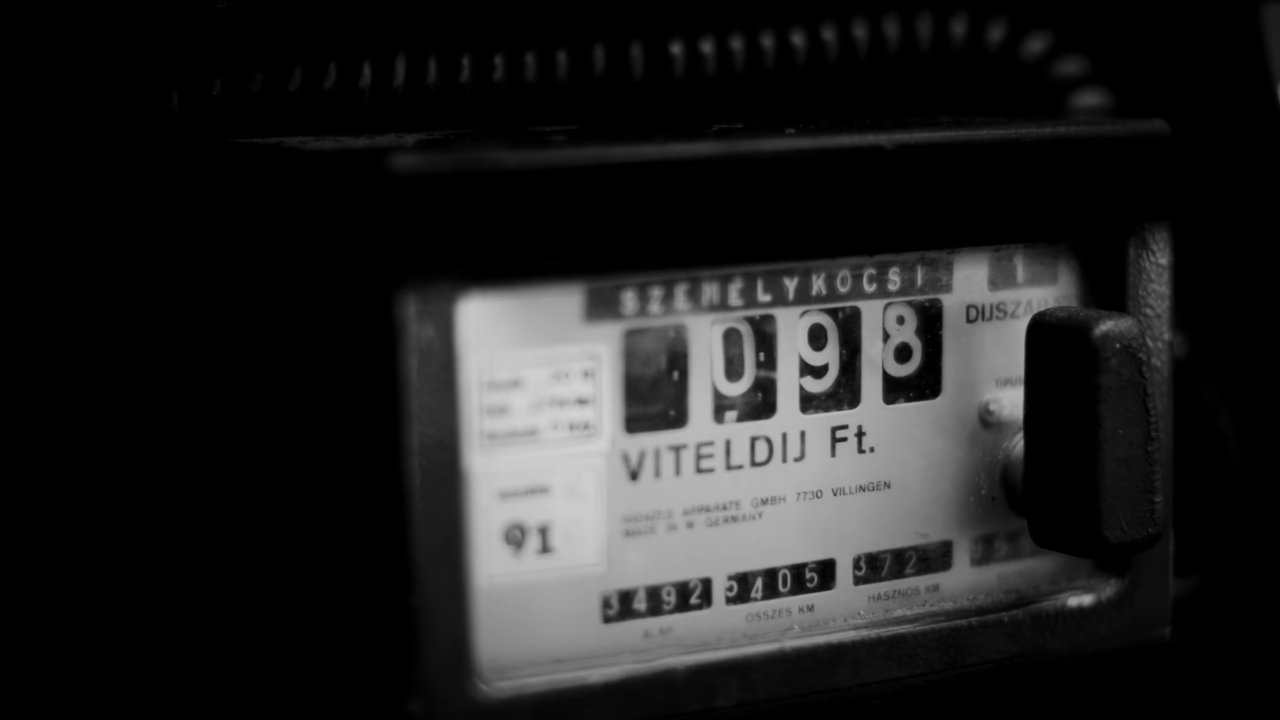 SZEMÉLYKOCSI
1
098
DIJSZA
VITELDIJ Ft.
APPARATE GMBH 7730 VILLINGEN
MADE IN W. GERMANY
91
3492
5405
372
ÖSSZES KM
HASZNOS KM